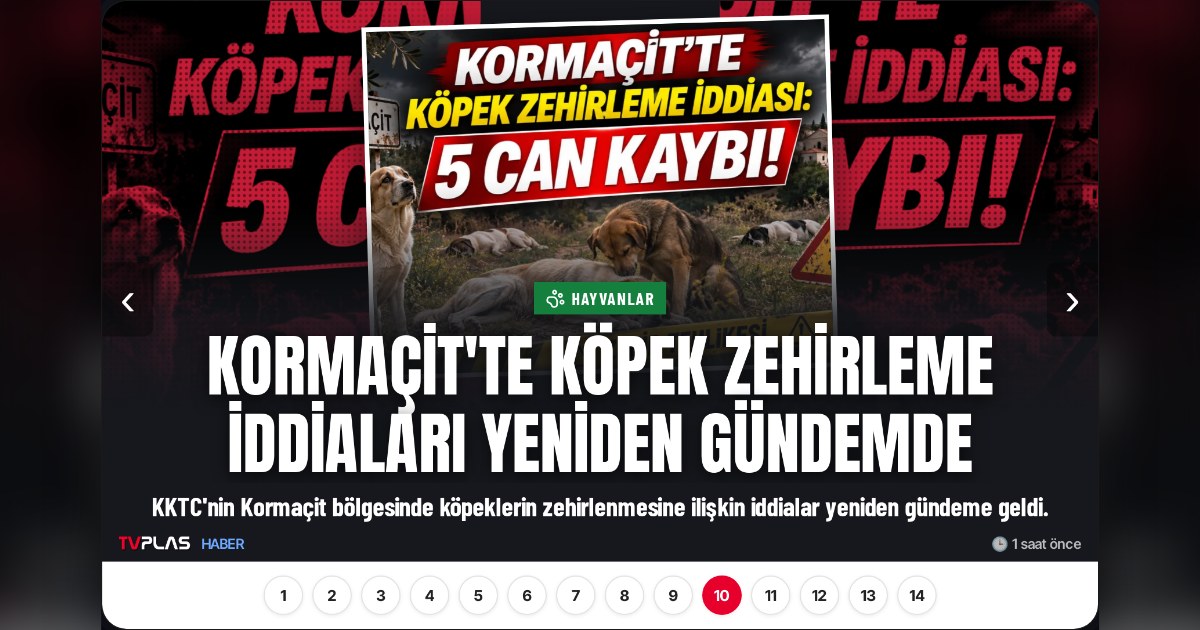 KORMAÇİT'TE
KÖPEK ZEHİRLEME İDDİASI:
5 CAN KAYBI!
HAYVANLAR
KORMAÇİT'TE KÖPEK ZEHİRLEME
İDDİALARI YENİDEN GÜNDEMDE
KKTC'nin Kormaçit bölgesinde köpeklerin zehirlenmesine ilişkin iddialar yeniden gündeme geldi.
TVPLAS HABER
1 saat önce
1 2 3 4 5 6 7 8 9 10 11 12 13 14